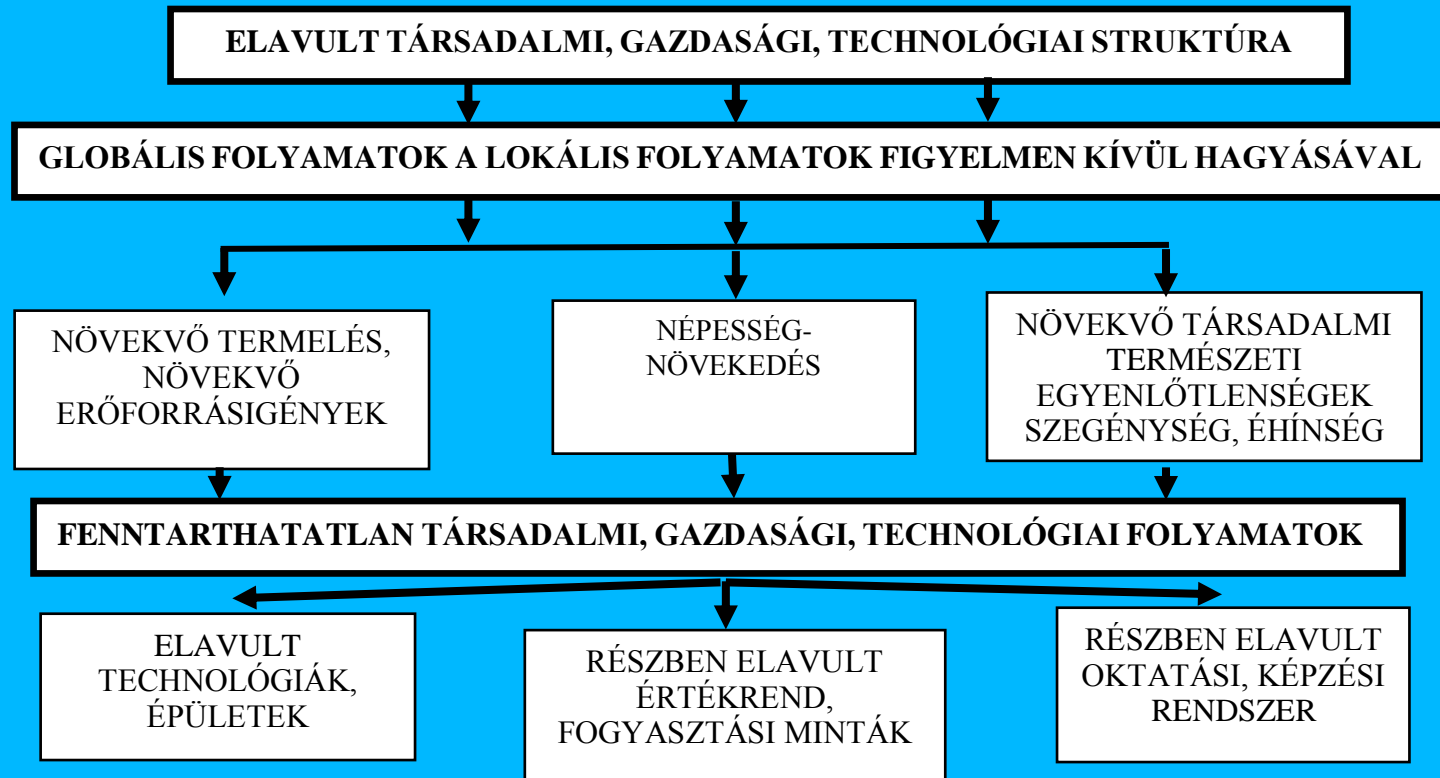 ELAVULT TÁRSADALMI, GAZDASÁGI, TECHNOLÓGIAI STRUKTÚRA
GLOBÁLIS FOLYAMATOK A LOKÁLIS FOLYAMATOK FIGYELMEN KÍVÜL HAGYÁSÁVAL
NÖVEKVŐ TERMELÉS,
NÖVEKVŐ
ERŐFORRÁSIGÉNYEK
NÉPESSÉG-
NÖVEKEDÉS
NÖVEKVŐ TÁRSADALMI
TERMÉSZETI
EGYENLŐTLENSÉGEK
SZEGÉNYSÉG, ÉHÍNSÉG
FENNTARTHATATLAN TÁRSADALMI, GAZDASÁGI, TECHNOLÓGIAI FOLYAMATOK
ELAVULT
TECHNOLÓGIÁK,
ÉPÜLETEK
RÉSZBEN ELAVULT
ÉRTÉKREND,
FOGYASZTÁSI MINTÁK
RÉSZBEN ELAVULT
OKTATÁSI, KÉPZÉSI
RENDSZER